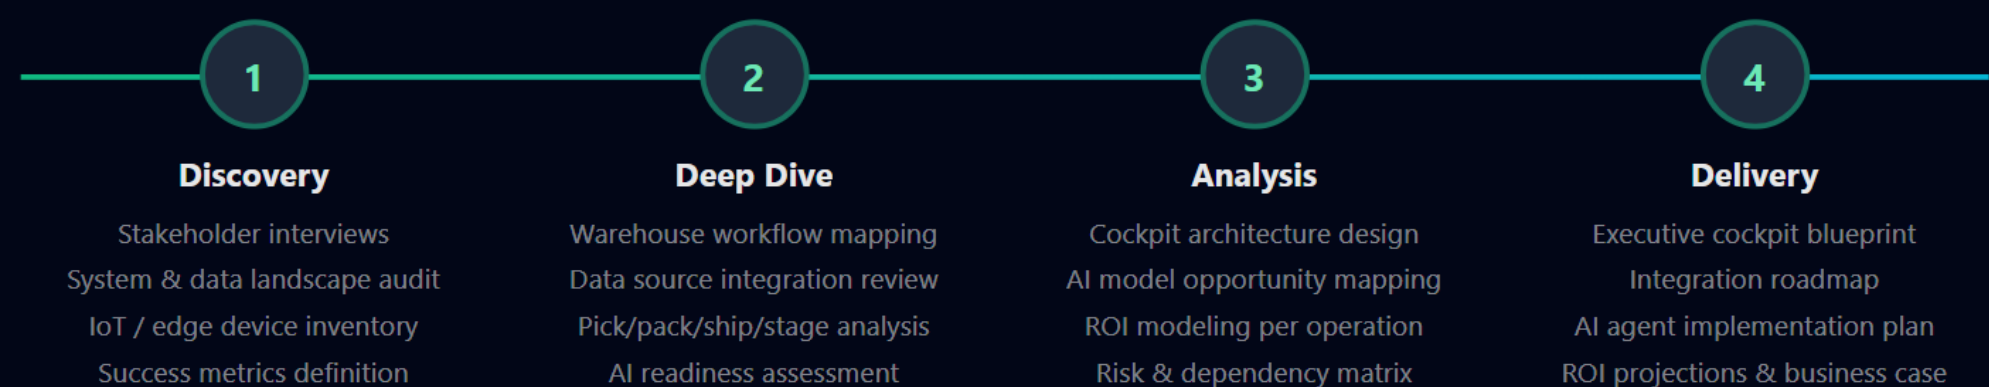 1
Discovery
Stakeholder interviews
System & data landscape audit
IoT / edge device inventory
Success metrics definition
2
Deep Dive
Warehouse workflow mapping
Data source integration review
Pick/pack/ship/stage analysis
AI readiness assessment
3
Analysis
Cockpit architecture design
AI model opportunity mapping
ROI modeling per operation
Risk & dependency matrix
4
Delivery
Executive cockpit blueprint
Integration roadmap
AI agent implementation plan
ROI projections & business case